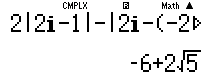 CMPLX R Math ▲
2|2i-1|-|2i-(-2▷
-6+2√5